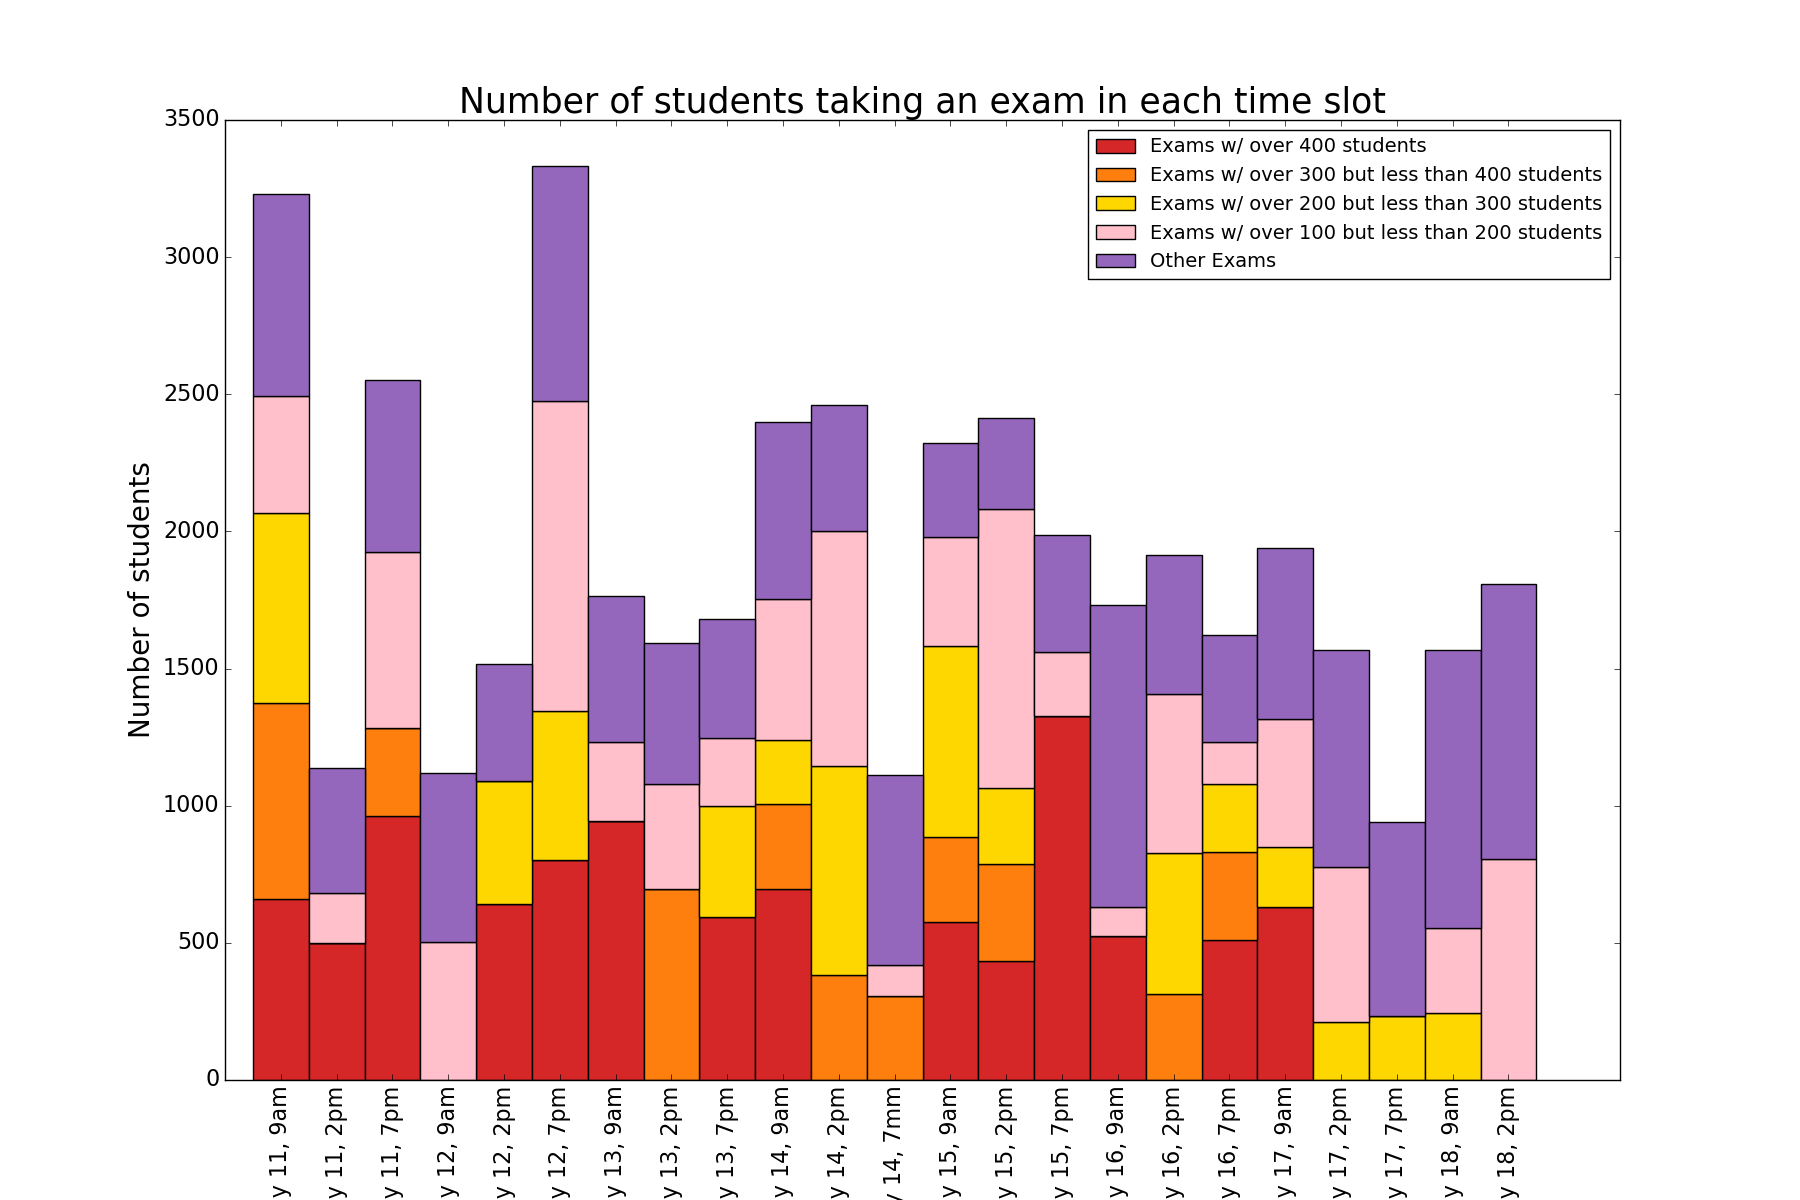 Number of students taking an exam in each time slot
Exams w/ over 400 students
Exams w/ over 300 but less than 400 students
Exams w/ over 200 but less than 300 students
Exams w/ over 100 but less than 200 students
Other Exams
Number of students
3500
3000
2500
2000
1500
1000
500
0
y 11, 9am
y 11, 2pm
y 11, 7pm
y 12, 9am
y 12, 2pm
y 12, 7pm
y 13, 9am
y 13, 2pm
y 13, 7pm
y 14, 9am
y 14, 2pm
y 14, 7mm
y 15, 9am
y 15, 2pm
y 15, 7pm
y 16, 9am
y 16, 2pm
y 16, 7pm
y 17, 9am
y 17, 2pm
y 17, 7pm
y 18, 9am
y 18, 2pm